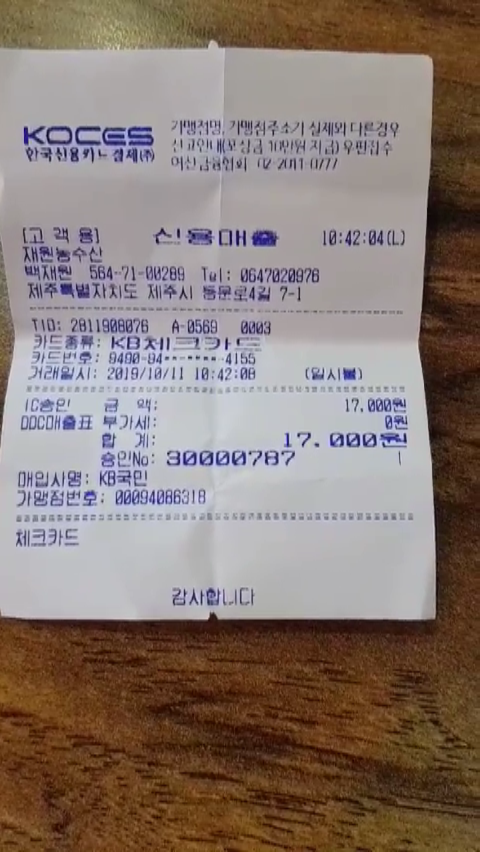 KOCES
한국신용카드결제(주)
가맹점명, 가맹점주소가 실제와 다른경우
신고안내(포상금 10만원 지급) 우편접수
여신금융협회 02-2011-0777
[고 객 용] 신용매출 10:42:04(L)
재원농수산
백재원 564-71-00289 Tel: 0647020976
제주특별자치도 제주시 동문로4길 7-1
TID: 2811908076 A-0569 0003
카드종류: KB체크카드
카드번호: 9490-94**-****-4155
거래일시: 2019/10/11 10:42:08 (일시불)
IC승인 금 액: 17,000원
DDC매출표 부가세: 0원
합 계: 17,000원
승인No: 30000787 1
매입사명: KB국민
가맹점번호: 00094086318
체크카드
감사합니다